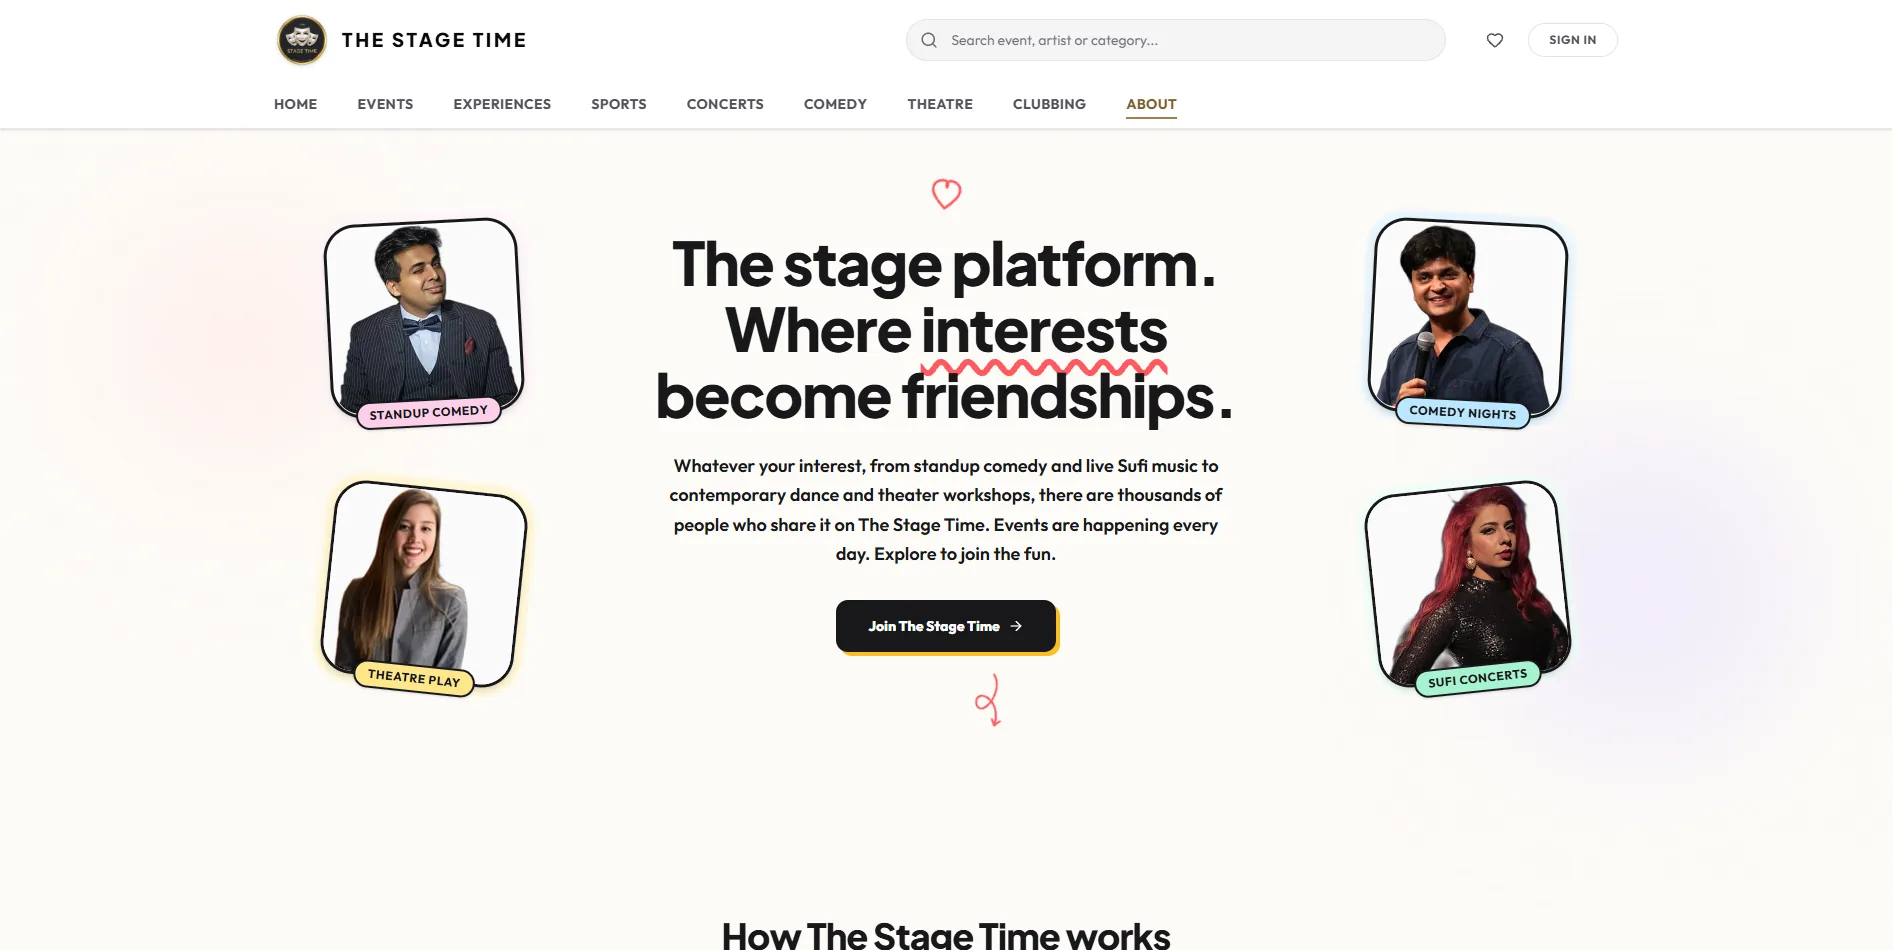 STAGE TIME
THE STAGE TIME
Search event, artist or category...
SIGN IN
HOME
EVENTS
EXPERIENCES
SPORTS
CONCERTS
COMEDY
THEATRE
CLUBBING
ABOUT
The stage platform.
Where interests
become friendships.
STANDUP COMEDY
COMEDY NIGHTS
Whatever your interest, from standup comedy and live Sufi music to
contemporary dance and theater workshops, there are thousands of
people who share it on The Stage Time. Events are happening every
day. Explore to join the fun.
Join The Stage Time →
THEATRE PLAY
SUFI CONCERTS
How The Stage Time works